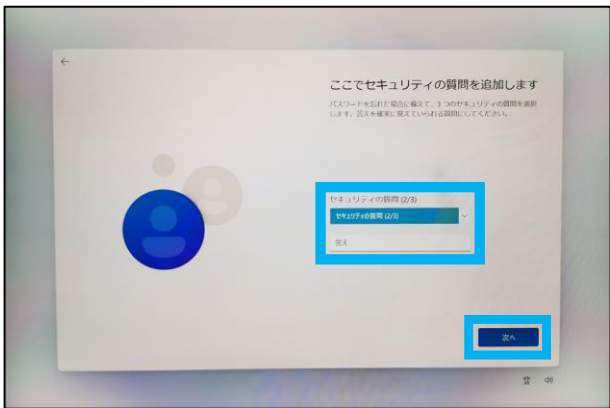 ここでセキュリティの質問を追加します
パスワードを忘れた場合に備えて、3 つのセキュリティの質問を選択
します。答えを確実に覚えていられる質問にしてください。
セキュリティの質問 (2/3)
セキュリティの質問 (2/3)
答え
次へ